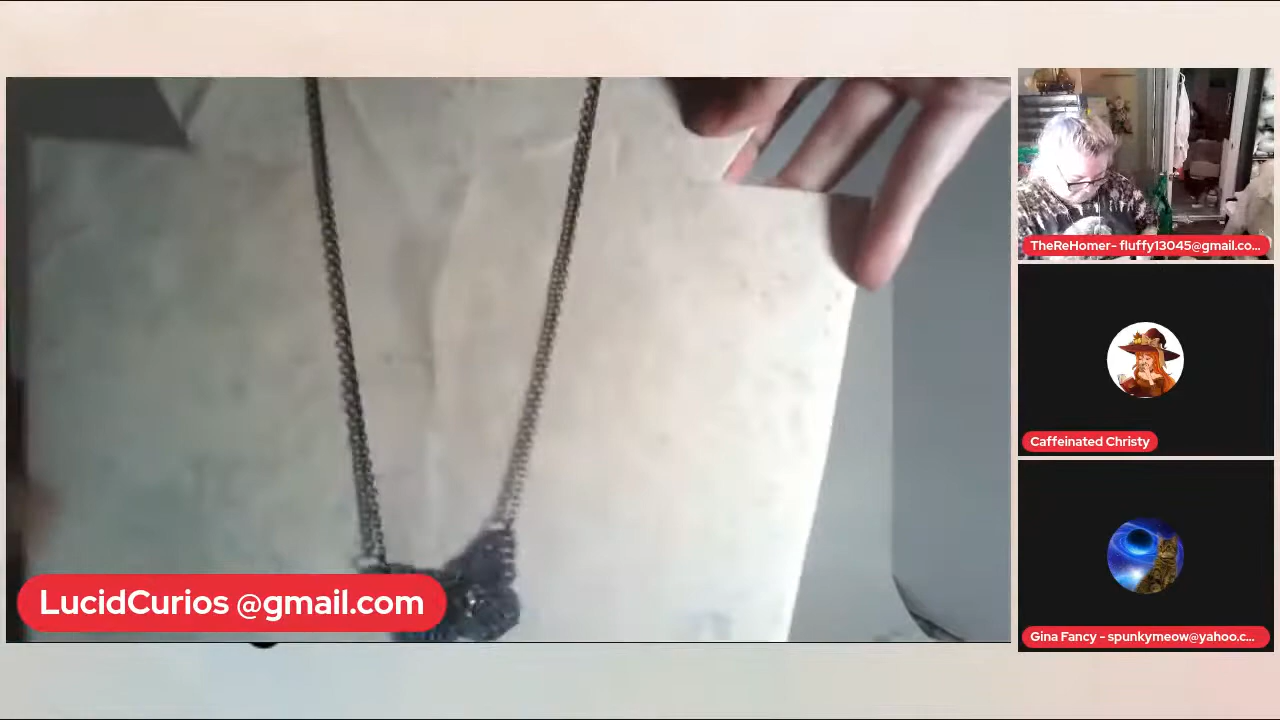 LucidCurios @gmail.com
TheReHomer- fluffy13045@gmail.co...
Caffeinated Christy
Gina Fancy - spunkymeow@yahoo.c...